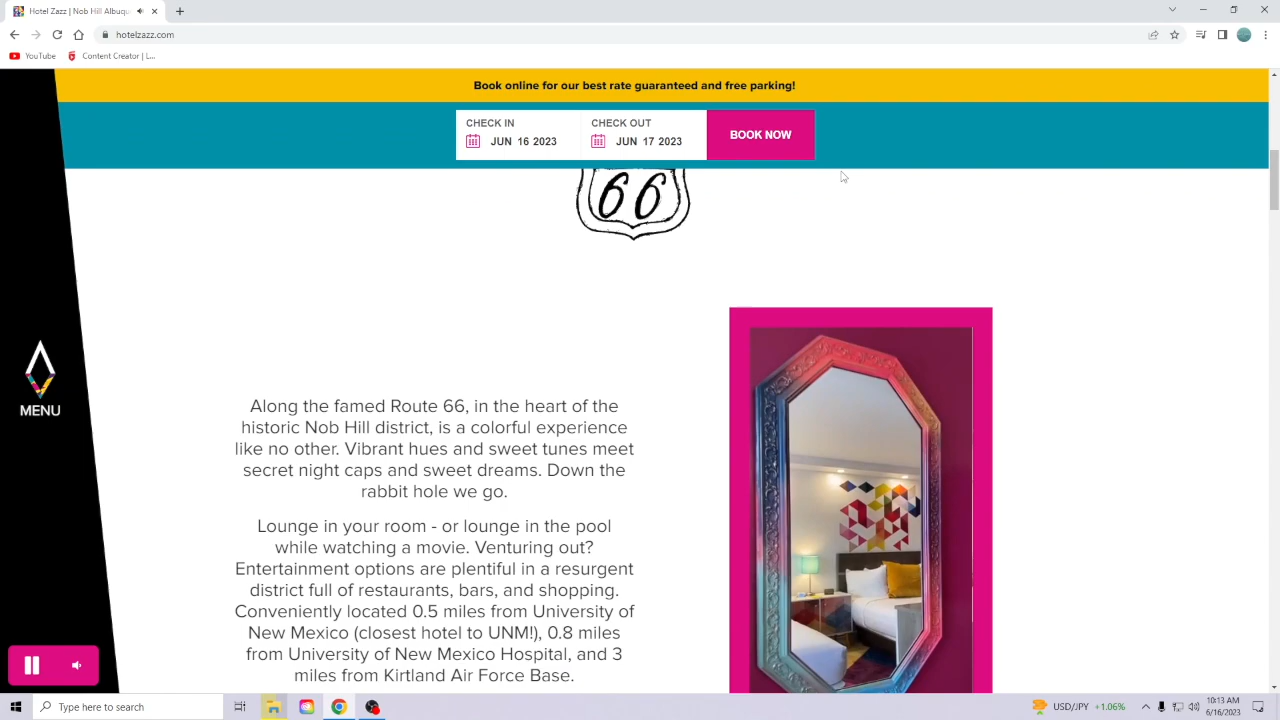 Hotel Zazz | Nob Hill Albuqu
hotelzazz.com
YouTube
Content Creator | L...
Book online for our best rate guaranteed and free parking!
CHECK IN
JUN 16 2023
CHECK OUT
JUN 17 2023
BOOK NOW
66
MENU
Along the famed Route 66, in the heart of the
historic Nob Hill district, is a colorful experience
like no other. Vibrant hues and sweet tunes meet
secret night caps and sweet dreams. Down the
rabbit hole we go.
Lounge in your room - or lounge in the pool
while watching a movie. Venturing out?
Entertainment options are plentiful in a resurgent
district full of restaurants, bars, and shopping.
Conveniently located 0.5 miles from University of
New Mexico (closest hotel to UNM!), 0.8 miles
from University of New Mexico Hospital, and 3
miles from Kirtland Air Force Base.
Type here to search
USD/JPY +1.06%
10:13 AM
6/16/2023